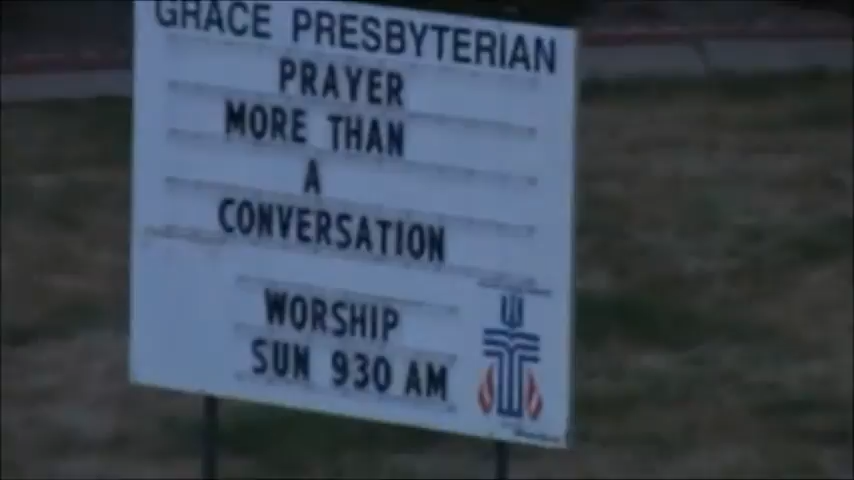 GRACE PRESBYTERIAN
PRAYER
MORE THAN
A
CONVERSATION
WORSHIP
SUN 930 AM